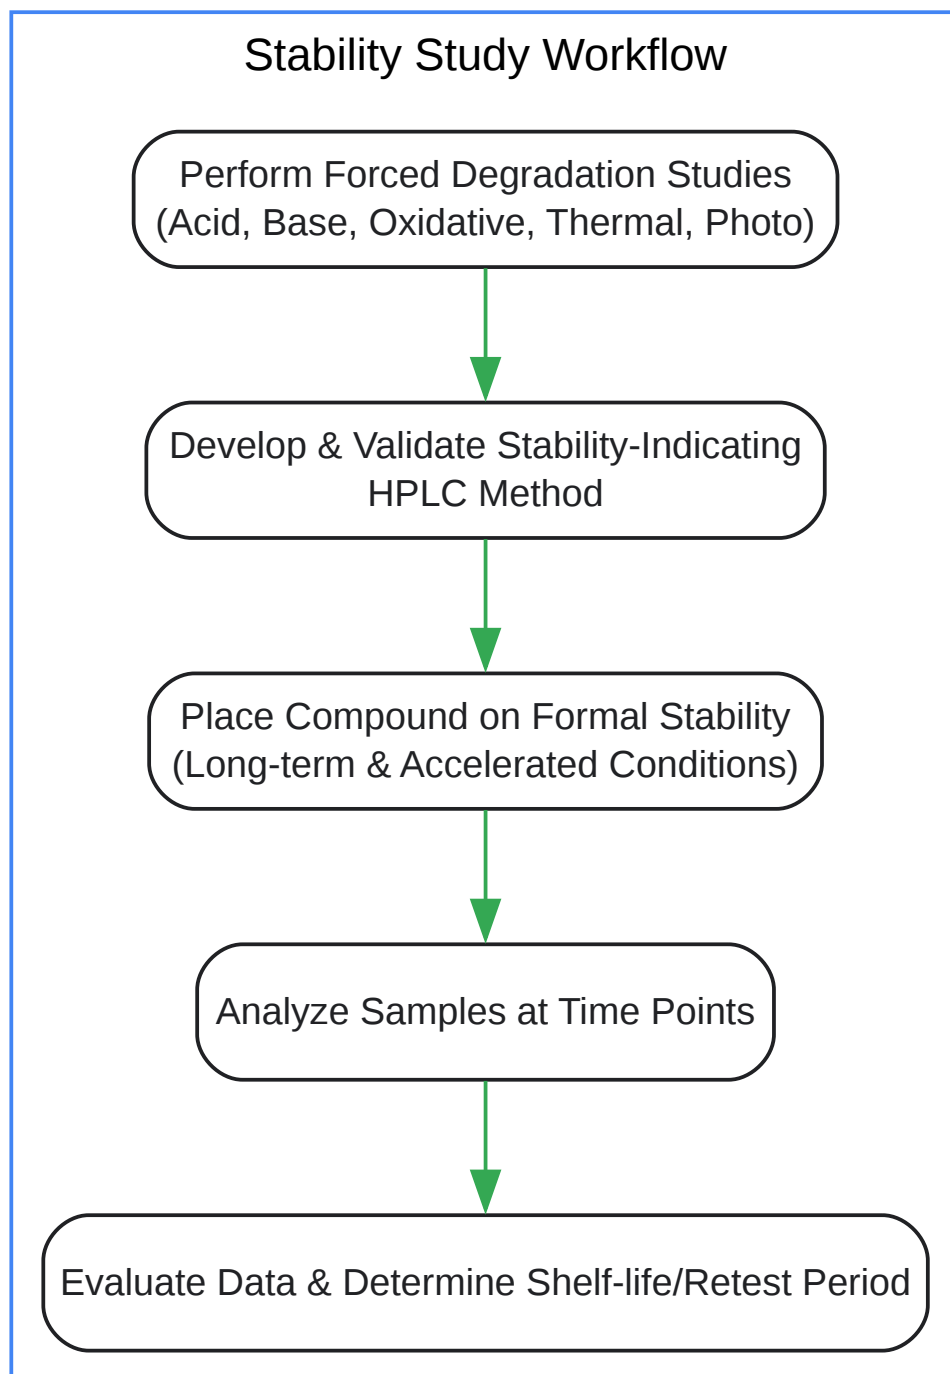 Stability Study Workflow
Perform Forced Degradation Studies
(Acid, Base, Oxidative, Thermal, Photo)
Develop & Validate Stability-Indicating
HPLC Method
Place Compound on Formal Stability
(Long-term & Accelerated Conditions)
Analyze Samples at Time Points
Evaluate Data & Determine Shelf-life/Retest Period